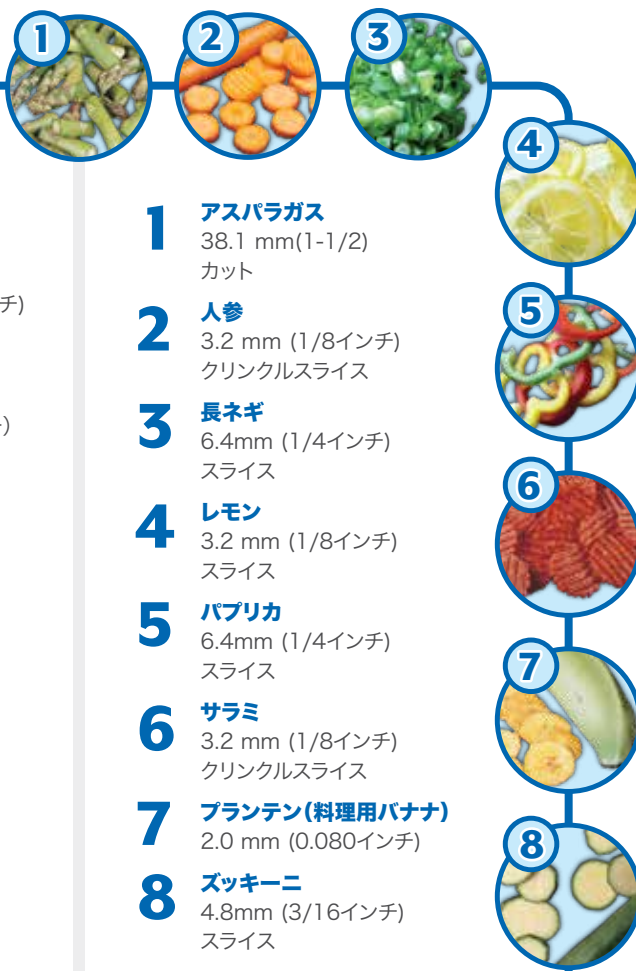 1
2
3
4
5
6
7
8
チ)
)
1 アスパラガス
38.1 mm(1-1/2)
カット
2 人参
3.2 mm (1/8インチ)
クリンクルスライス
3 長ネギ
6.4mm (1/4インチ)
スライス
4 レモン
3.2 mm (1/8インチ)
スライス
5 パプリカ
6.4mm (1/4インチ)
スライス
6 サラミ
3.2 mm (1/8インチ)
クリンクルスライス
7 プランテン(料理用バナナ)
2.0 mm (0.080インチ)
8 ズッキーニ
4.8mm (3/16インチ)
スライス